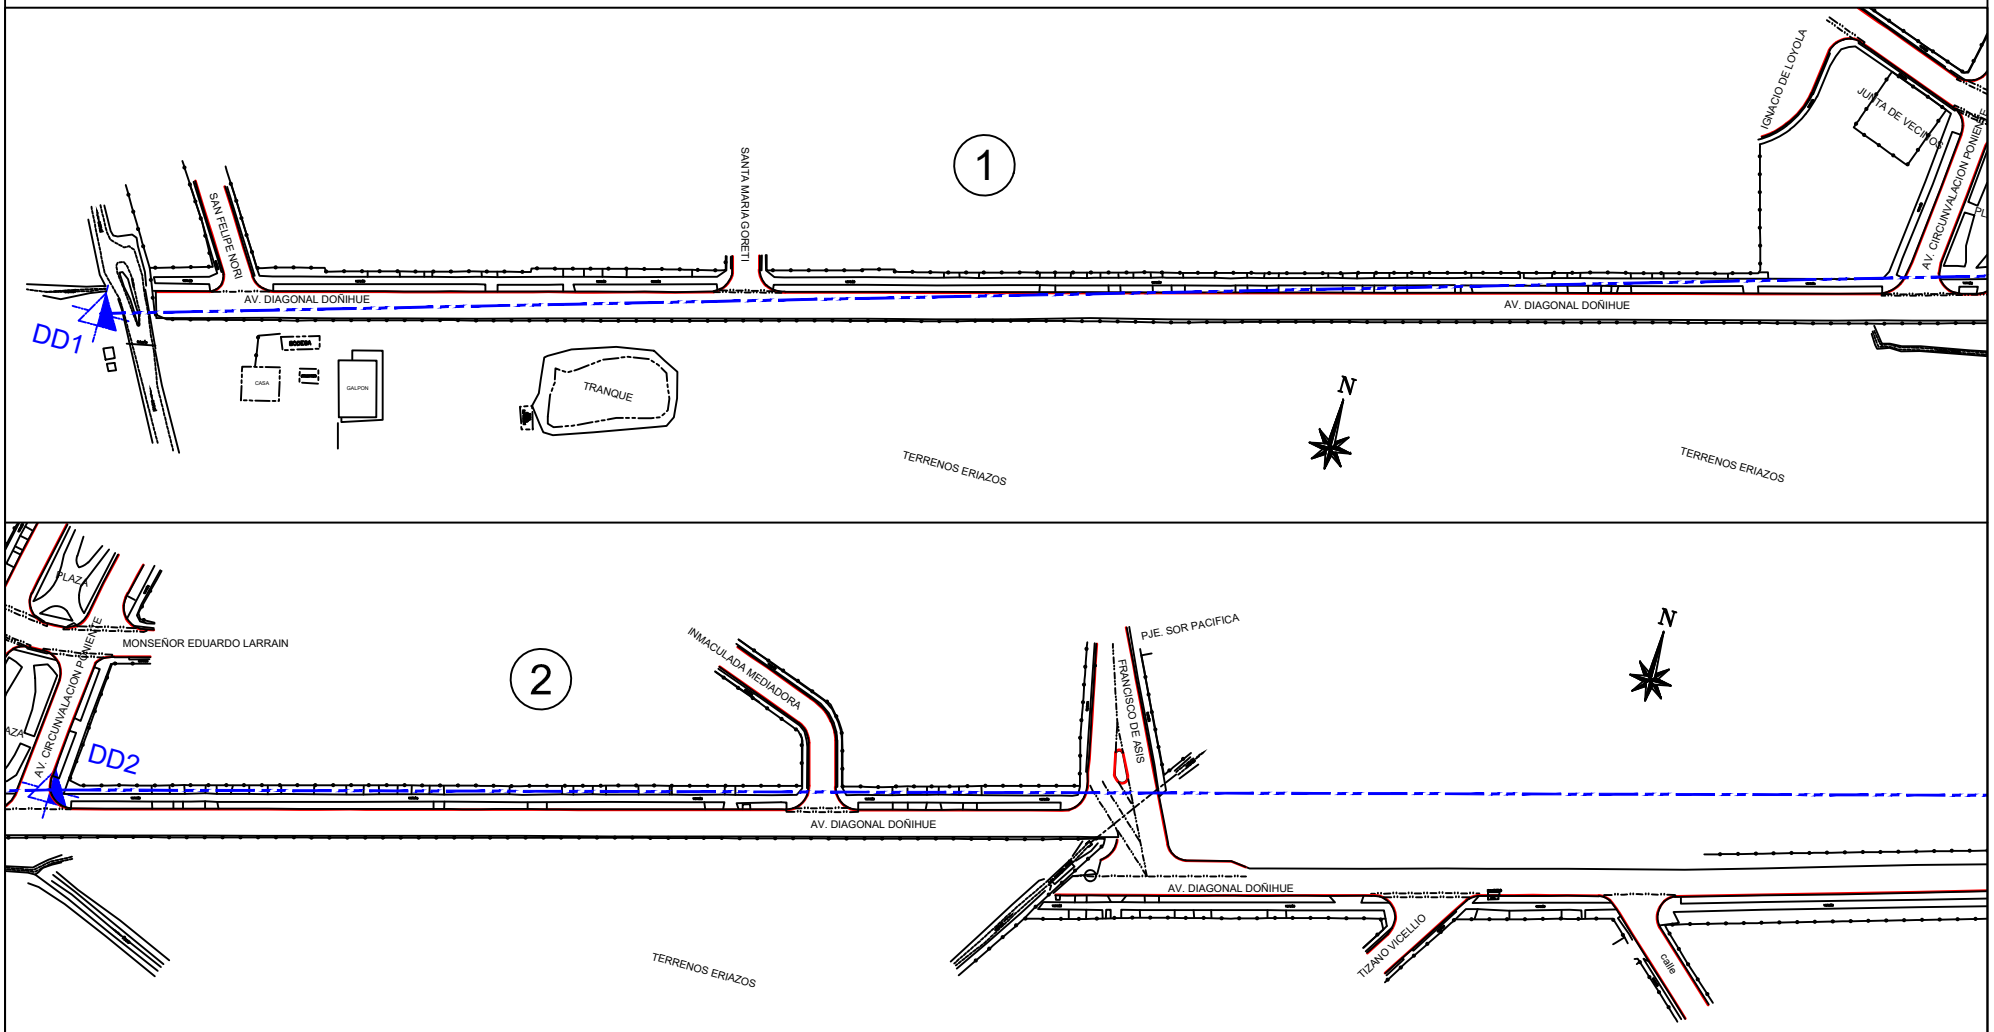 IGNACIO DE LOYOLA
JUNTA DE VECINOS
SANTA MARIA GORETI
1
SAN FELIPE NORI
AV. CIRCUNVALACION PONIENTE
PL
AV. DIAGONAL DOÑIHUE
AV. DIAGONAL DOÑIHUE
DD1
BODEGA
CASA
GALPON
TRANQUE
N
TERRENOS ERIAZOS
TERRENOS ERIAZOS
PLAZA
MONSEÑOR EDUARDO LARRAIN
AV. CIRCUNVALACION PONIENTE
AZA
DD2
2
INMACULADA MEDIADORA
PJE. SOR PACIFICA
FRANCISCO DE ASIS
N
AV. DIAGONAL DOÑIHUE
AV. DIAGONAL DOÑIHUE
TIZANO VICELLIO
calle
TERRENOS ERIAZOS